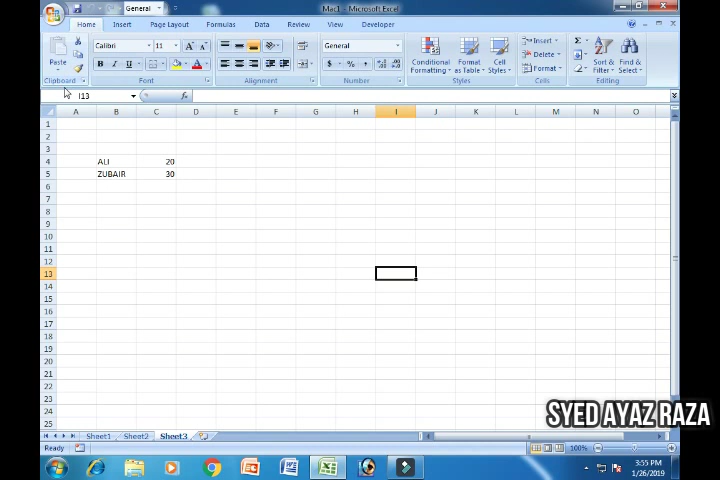 General
Mac1 - Microsoft Excel
Home Insert Page Layout Formulas Data Review View Developer
Paste
Clipboard
Calibri 11
B I U
Font
Alignment
General
$ % ,
Number
Conditional Formatting
Format as Table
Cell Styles
Styles
Insert
Delete
Format
Cells
Sort & Filter
Find & Select
Editing
I13 fx
A B C D E F G H I J K L M N O
1
2
3
4 ALI 20
5 ZUBAIR 30
6
7
8
9
10
11
12
13
14
15
16
17
18
19
20
21
22
23
24
25
SYED AYAZ RAZA
Sheet1 Sheet2 Sheet3
Ready 100%
3:55 PM
1/26/2019